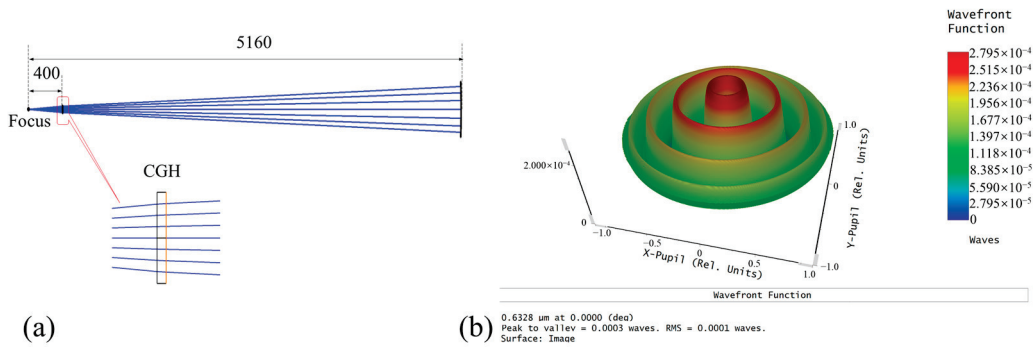 (a)
5160
400
Focus
CGH
(b)
2.000×10⁻⁴
0
−1.0
−0.5
0
0.5
1.0
X-Pupil (Rel. Units)
1.0
0
−1.0
Y-Pupil (Rel. Units)
Wavefront
Function
2.795×10⁻⁴
2.515×10⁻⁴
2.236×10⁻⁴
1.956×10⁻⁴
1.677×10⁻⁴
1.397×10⁻⁴
1.118×10⁻⁴
8.385×10⁻⁵
5.590×10⁻⁵
2.795×10⁻⁵
0
Waves
Wavefront Function
0.6328 µm at 0.0000 (deg)
Peak to valley = 0.0003 waves. RMS = 0.0001 waves.
Surface: Image